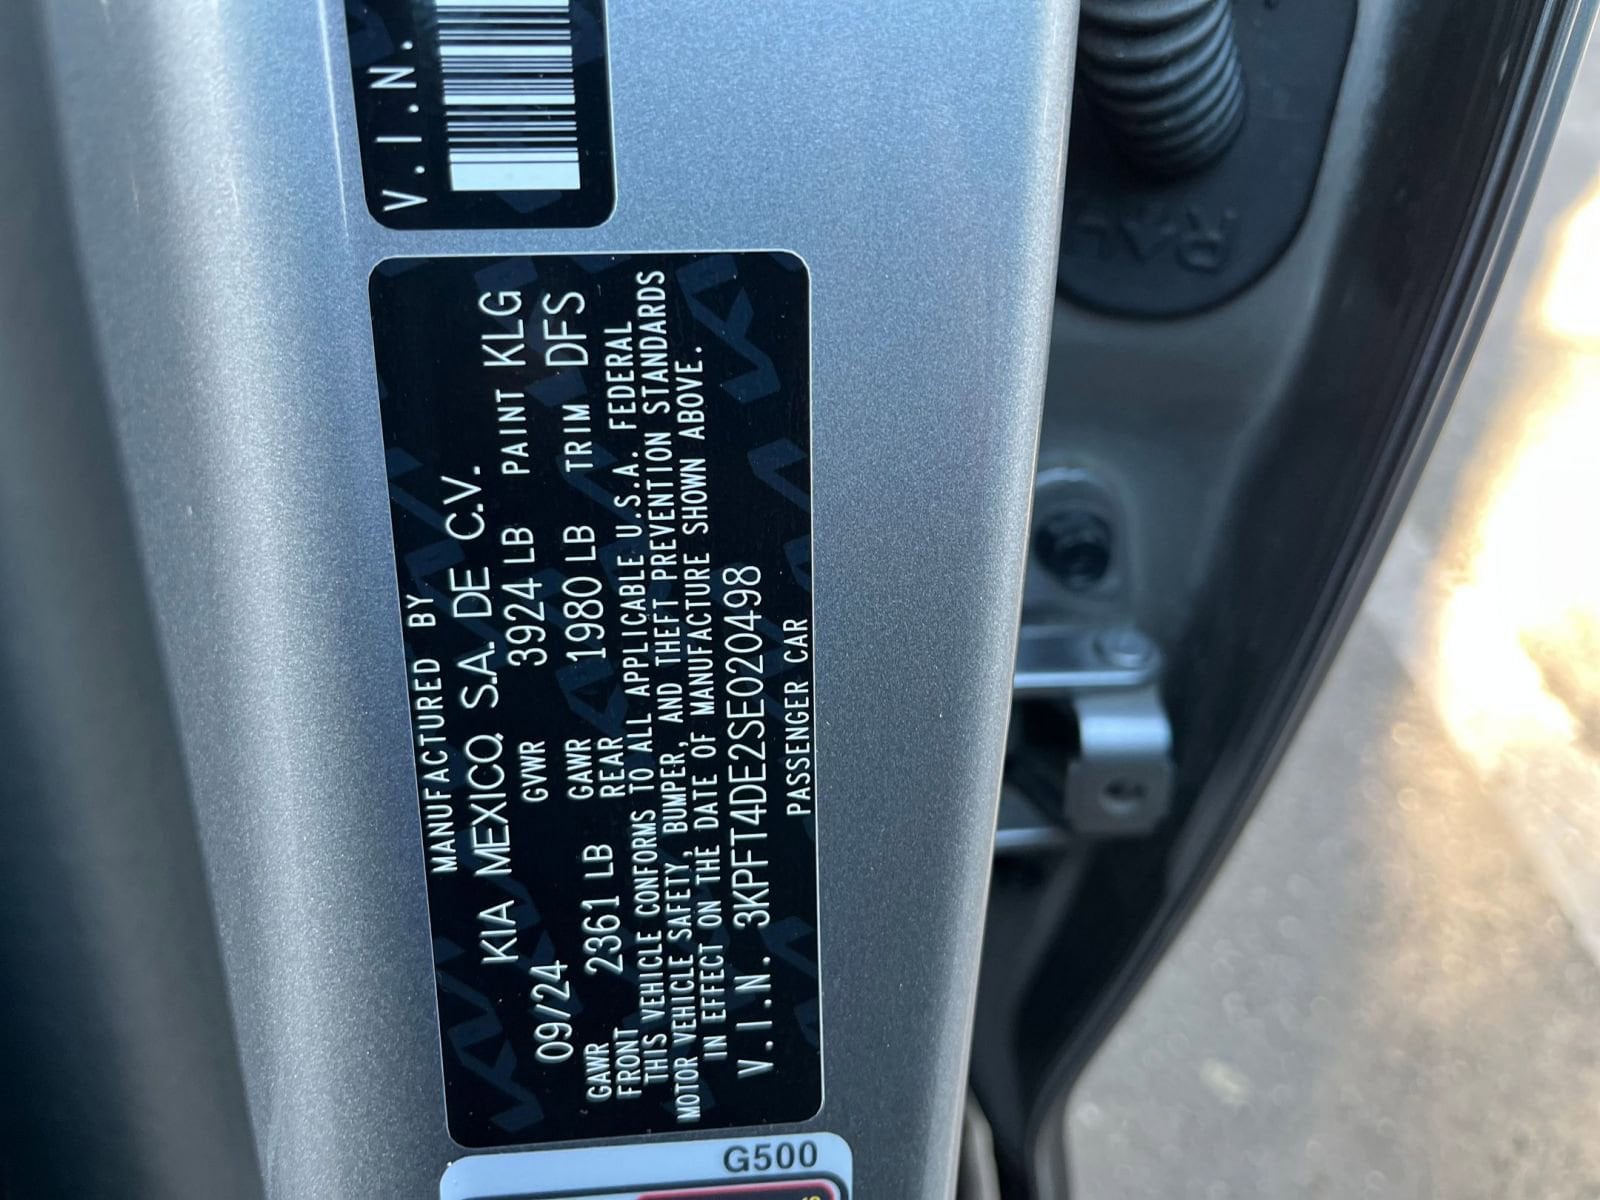 V.I.N.
MANUFACTURED BY
KIA MEXICO, S.A. DE C.V.
09/24 GVWR 3924 LB PAINT KLG
GAWR FRONT 2361 LB GAWR REAR 1980 LB TRIM DFS
THIS VEHICLE CONFORMS TO ALL APPLICABLE U.S.A. FEDERAL
MOTOR VEHICLE SAFETY, BUMPER, AND THEFT PREVENTION STANDARDS
IN EFFECT ON THE DATE OF MANUFACTURE SHOWN ABOVE.
V.I.N. 3KPFT4DE2SE020498
PASSENGER CAR
G500